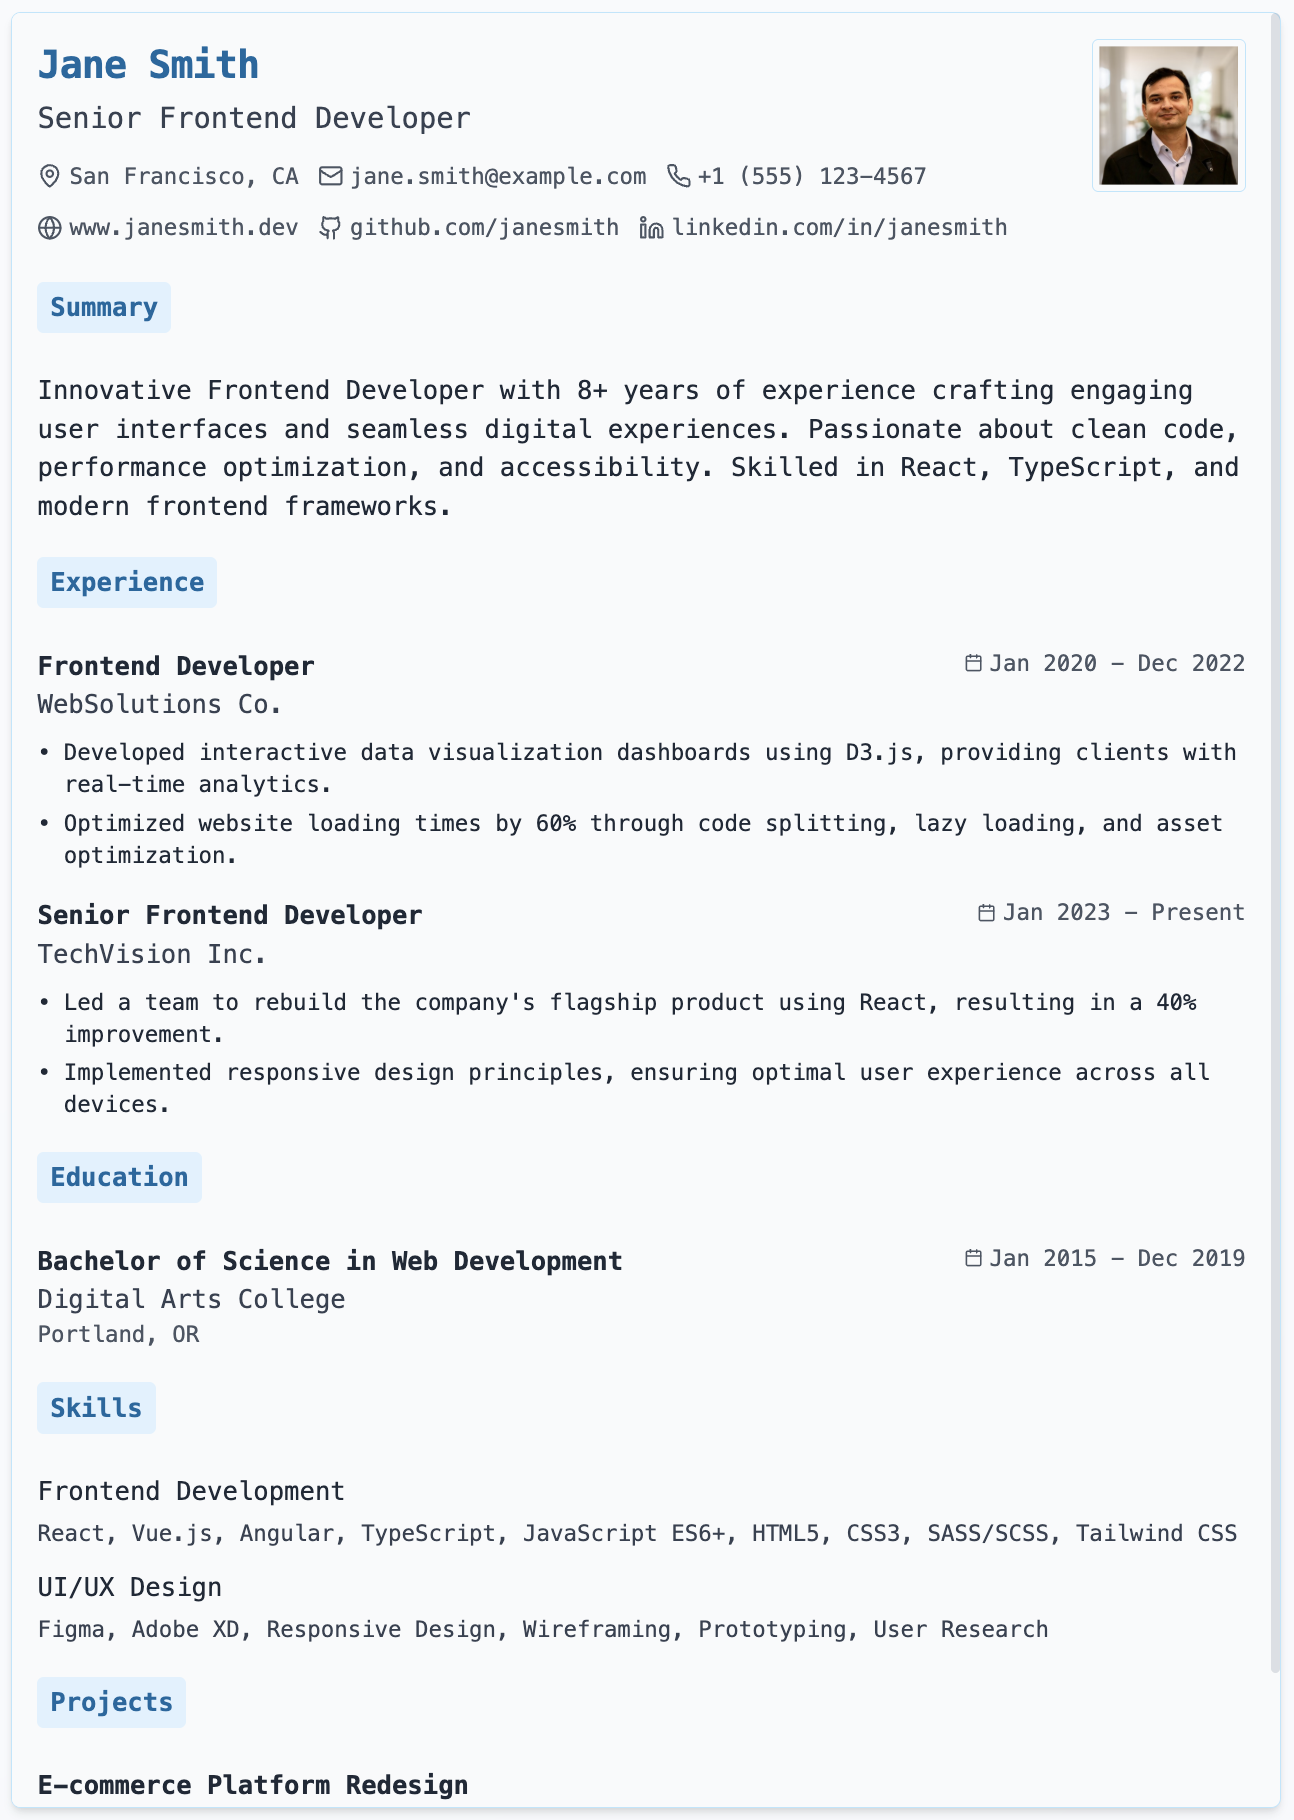 Jane Smith
Senior Frontend Developer
San Francisco, CA jane.smith@example.com +1 (555) 123-4567
www.janesmith.dev github.com/janesmith linkedin.com/in/janesmith
Summary
Innovative Frontend Developer with 8+ years of experience crafting engaging
user interfaces and seamless digital experiences. Passionate about clean code,
performance optimization, and accessibility. Skilled in React, TypeScript, and
modern frontend frameworks.
Experience
Frontend Developer Jan 2020 - Dec 2022
WebSolutions Co.
• Developed interactive data visualization dashboards using D3.js, providing clients with
real-time analytics.
• Optimized website loading times by 60% through code splitting, lazy loading, and asset
optimization.
Senior Frontend Developer Jan 2023 - Present
TechVision Inc.
• Led a team to rebuild the company's flagship product using React, resulting in a 40%
improvement.
• Implemented responsive design principles, ensuring optimal user experience across all
devices.
Education
Bachelor of Science in Web Development Jan 2015 - Dec 2019
Digital Arts College
Portland, OR
Skills
Frontend Development
React, Vue.js, Angular, TypeScript, JavaScript ES6+, HTML5, CSS3, SASS/SCSS, Tailwind CSS
UI/UX Design
Figma, Adobe XD, Responsive Design, Wireframing, Prototyping, User Research
Projects
E-commerce Platform Redesign